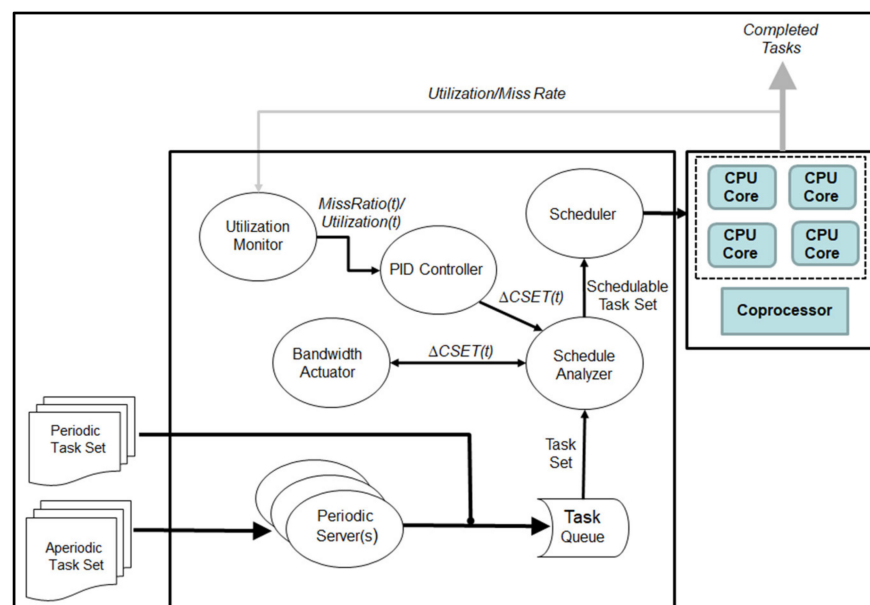 Completed
Tasks
Utilization/Miss Rate
CPU
Core
CPU
Core
CPU
Core
CPU
Core
Coprocessor
Utilization
Monitor
MissRatio(t)/
Utilization(t)
PID Controller
Scheduler
ΔCSET(t)
Schedulable
Task Set
Bandwidth
Actuator
ΔCSET(t)
Schedule
Analyzer
Periodic
Task Set
Task
Set
Aperiodic
Task Set
Periodic
Server(s)
Task
Queue